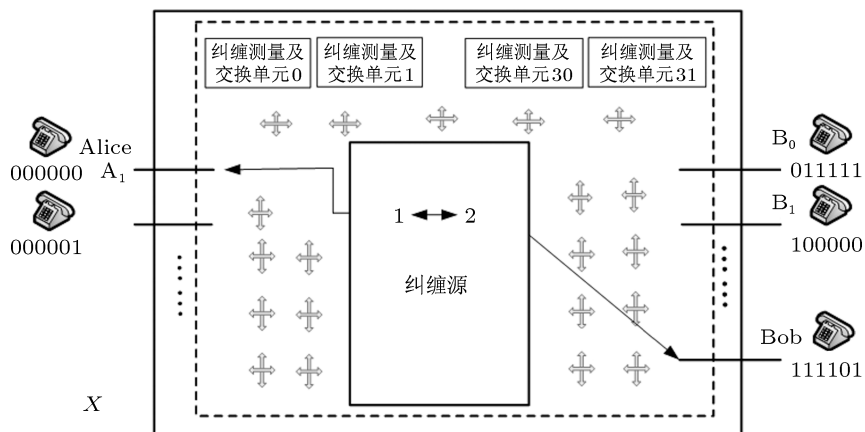 纠缠测量及
交换单元0
纠缠测量及
交换单元1
纠缠测量及
交换单元30
纠缠测量及
交换单元31
Alice
000000
A1
000001
1
2
纠缠源
B0
011111
B1
100000
Bob
111101
X